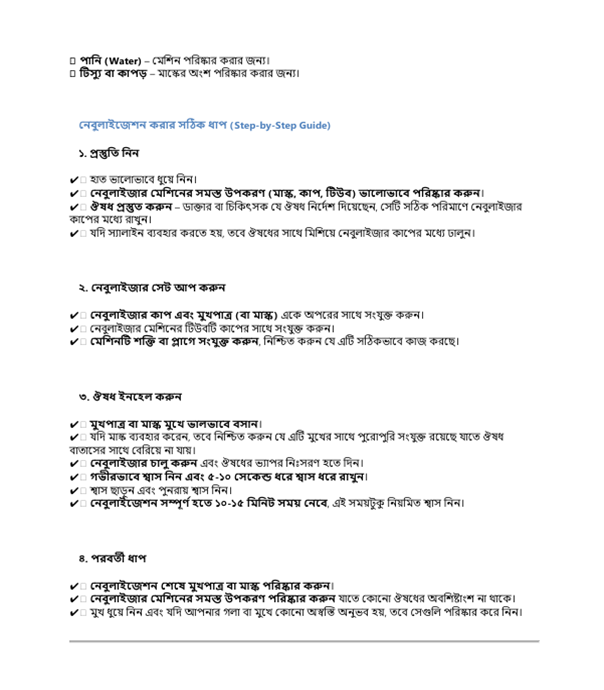 □ পানি (Water) – মেশিন পরিষ্কার করার জন্য।
□ টিস্যু বা কাপড় – মাস্কের অংশ পরিষ্কার করার জন্য।
নেবুলাইজেশন করার সঠিক ধাপ (Step-by-Step Guide)
১. প্রস্তুতি নিন
✔□ হাত ভালোভাবে ধুয়ে নিন।
✔□ নেবুলাইজার মেশিনের সমস্ত উপকরণ (মাস্ক, কাপ, টিউব) ভালোভাবে পরিষ্কার করুন।
✔□ ঔষধ প্রস্তুত করুন – ডাক্তার বা চিকিৎসক যে ঔষধ নির্দেশ দিয়েছেন, সেটি সঠিক পরিমাণে নেবুলাইজার
কাপের মধ্যে রাখুন।
✔□ যদি স্যালাইন ব্যবহার করতে হয়, তবে ঔষধের সাথে মিশিয়ে নেবুলাইজার কাপের মধ্যে ঢালুন।
২. নেবুলাইজার সেট আপ করুন
✔□ নেবুলাইজার কাপ এবং মুখপাত্র (বা মাস্ক) একে অপরের সাথে সংযুক্ত করুন।
✔□ নেবুলাইজার মেশিনের টিউবটি কাপের সাথে সংযুক্ত করুন।
✔□ মেশিনটি শক্তি বা প্লাগে সংযুক্ত করুন, নিশ্চিত করুন যে এটি সঠিকভাবে কাজ করছে।
৩. ঔষধ ইনহেল করুন
✔□ মুখপাত্র বা মাস্ক মুখে ভালভাবে বসান।
✔□ যদি মাস্ক ব্যবহার করেন, তবে নিশ্চিত করুন যে এটি মুখের সাথে পুরোপুরি সংযুক্ত রয়েছে যাতে ঔষধ
বাতাসের সাথে বেরিয়ে না যায়।
✔□ নেবুলাইজার চালু করুন এবং ঔষধের ভ্যাপর নিঃসরণ হতে দিন।
✔□ গভীরভাবে শ্বাস নিন এবং ৫-১০ সেকেন্ড ধরে শ্বাস ধরে রাখুন।
✔□ শ্বাস ছাড়ুন এবং পুনরায় শ্বাস নিন।
✔□ নেবুলাইজেশন সম্পূর্ণ হতে ১০-১৫ মিনিট সময় নেবে, এই সময়টুকু নিয়মিত শ্বাস নিন।
৪. পরবর্তী ধাপ
✔□ নেবুলাইজেশন শেষে মুখপাত্র বা মাস্ক পরিষ্কার করুন।
✔□ নেবুলাইজার মেশিনের সমস্ত উপকরণ পরিষ্কার করুন যাতে কোনো ঔষধের অবশিষ্টাংশ না থাকে।
✔□ মুখ ধুয়ে নিন এবং যদি আপনার গলা বা মুখে কোনো অস্বস্তি অনুভব হয়, তবে সেগুলি পরিষ্কার করে নিন।